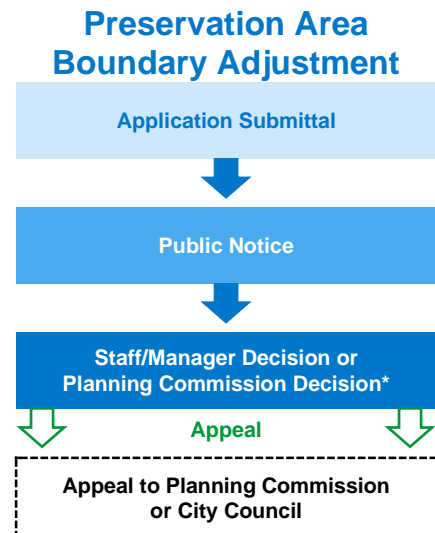 Preservation Area
Boundary Adjustment
Application Submittal
Public Notice
Staff/Manager Decision or
Planning Commission Decision*
Appeal
Appeal to Planning Commission
or City Council